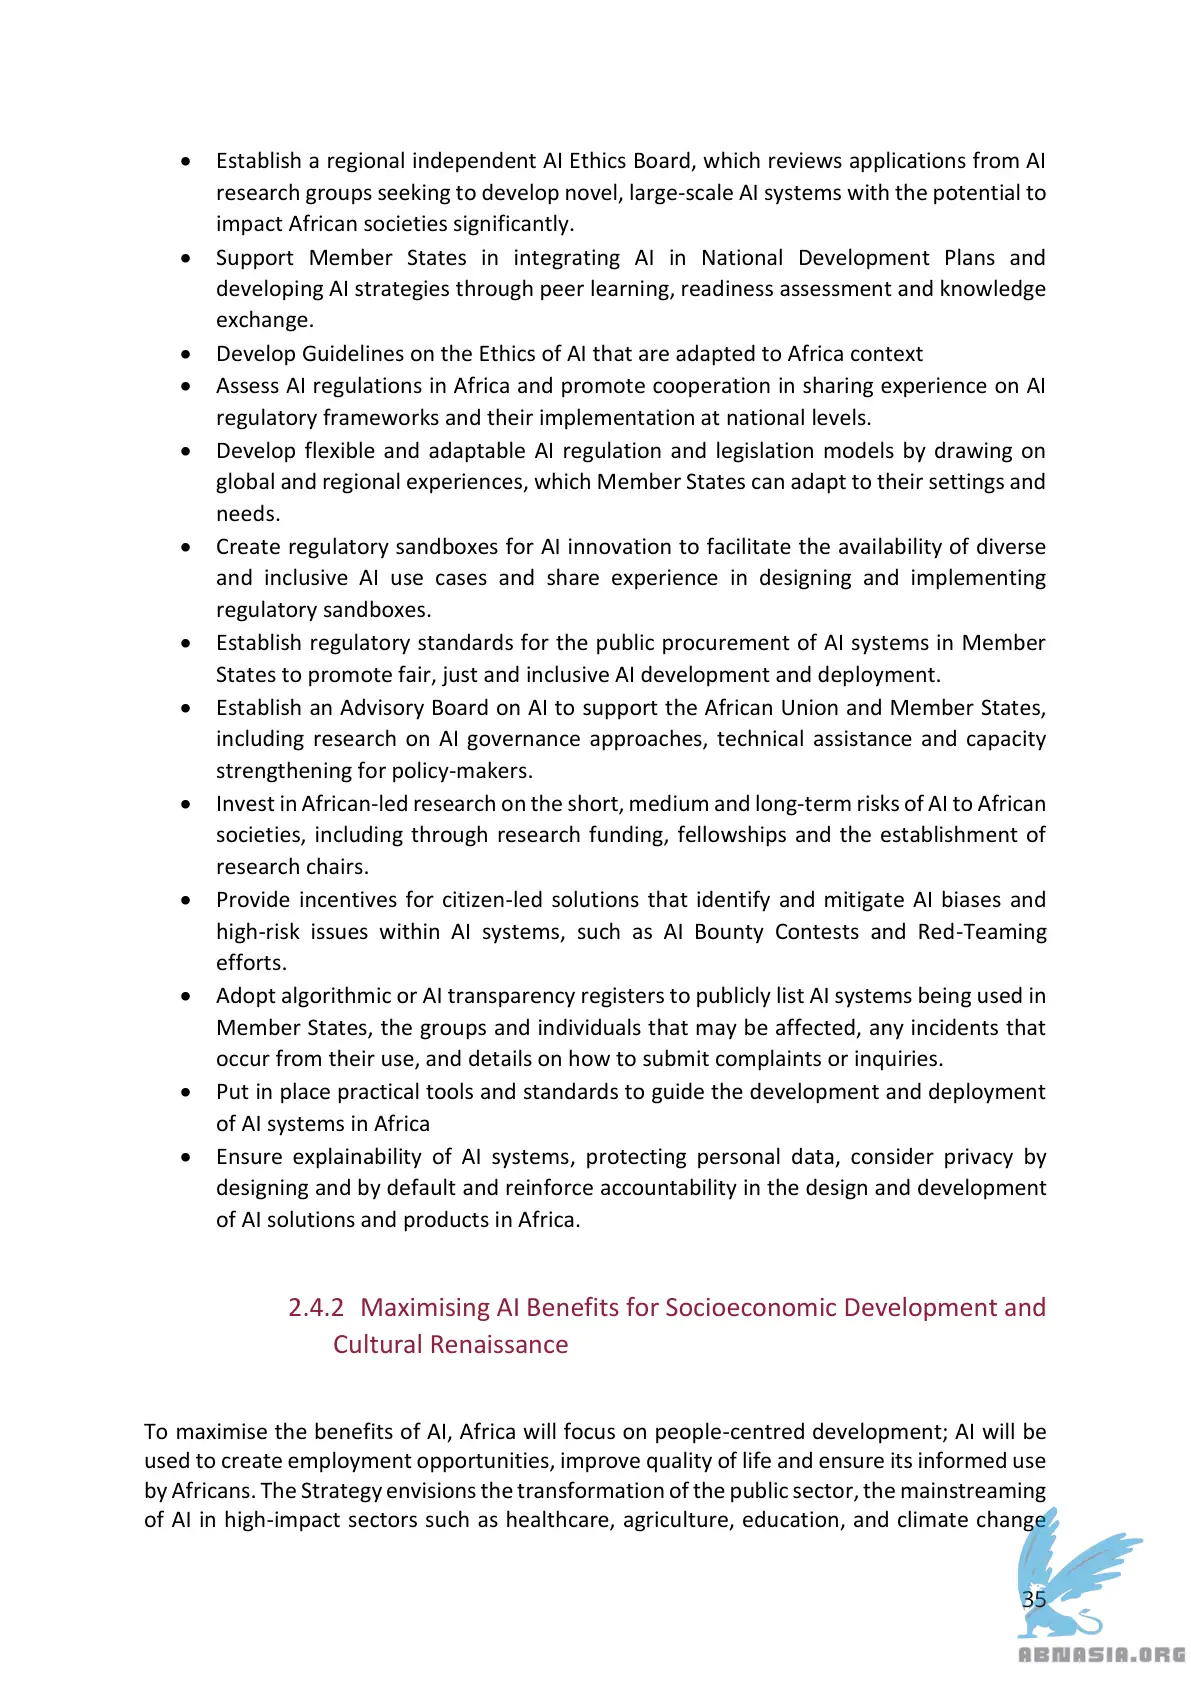 • Establish a regional independent AI Ethics Board, which reviews applications from AI
research groups seeking to develop novel, large-scale AI systems with the potential to
impact African societies significantly.
• Support Member States in integrating AI in National Development Plans and
developing AI strategies through peer learning, readiness assessment and knowledge
exchange.
• Develop Guidelines on the Ethics of AI that are adapted to Africa context
• Assess AI regulations in Africa and promote cooperation in sharing experience on AI
regulatory frameworks and their implementation at national levels.
• Develop flexible and adaptable AI regulation and legislation models by drawing on
global and regional experiences, which Member States can adapt to their settings and
needs.
• Create regulatory sandboxes for AI innovation to facilitate the availability of diverse
and inclusive AI use cases and share experience in designing and implementing
regulatory sandboxes.
• Establish regulatory standards for the public procurement of AI systems in Member
States to promote fair, just and inclusive AI development and deployment.
• Establish an Advisory Board on AI to support the African Union and Member States,
including research on AI governance approaches, technical assistance and capacity
strengthening for policy-makers.
• Invest in African-led research on the short, medium and long-term risks of AI to African
societies, including through research funding, fellowships and the establishment of
research chairs.
• Provide incentives for citizen-led solutions that identify and mitigate AI biases and
high-risk issues within AI systems, such as AI Bounty Contests and Red-Teaming
efforts.
• Adopt algorithmic or AI transparency registers to publicly list AI systems being used in
Member States, the groups and individuals that may be affected, any incidents that
occur from their use, and details on how to submit complaints or inquiries.
• Put in place practical tools and standards to guide the development and deployment
of AI systems in Africa
• Ensure explainability of AI systems, protecting personal data, consider privacy by
designing and by default and reinforce accountability in the design and development
of AI solutions and products in Africa.
2.4.2 Maximising AI Benefits for Socioeconomic Development and
Cultural Renaissance
To maximise the benefits of AI, Africa will focus on people-centred development; AI will be
used to create employment opportunities, improve quality of life and ensure its informed use
by Africans. The Strategy envisions the transformation of the public sector, the mainstreaming
of AI in high-impact sectors such as healthcare, agriculture, education, and climate change
35
ABNASIA.ORG